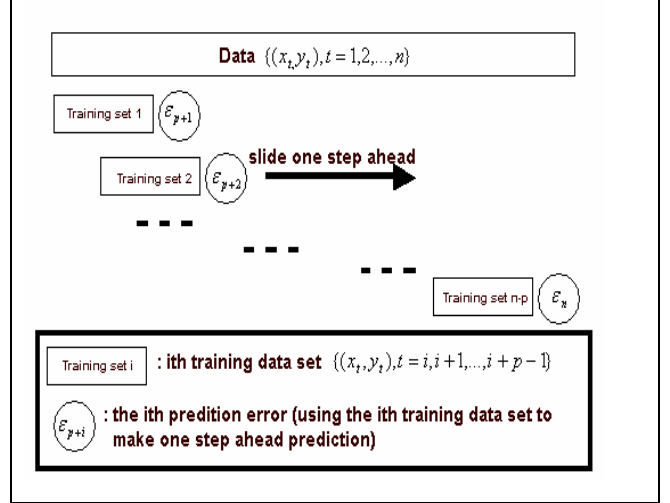 Data {(x_t, y_t), t = 1,2,...,n}
Training set 1 ε_{p+1}
slide one step ahead
Training set 2 ε_{p+2}
Training set n-p ε_n
Training set i : ith training data set {(x_t, y_t), t = i, i+1,..., i+p−1}
ε_{p+i} : the ith predition error (using the ith training data set to
make one step ahead prediction)